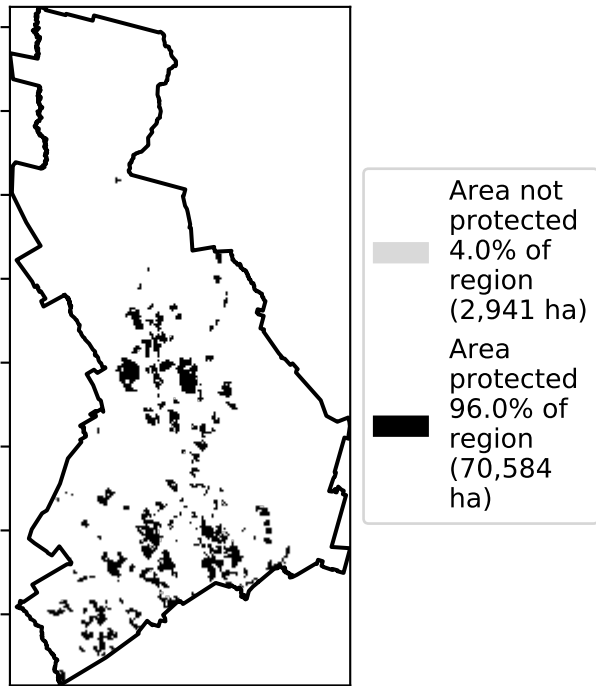 Area not
protected
4.0% of
region
(2,941 ha)
Area
protected
96.0% of
region
(70,584
ha)